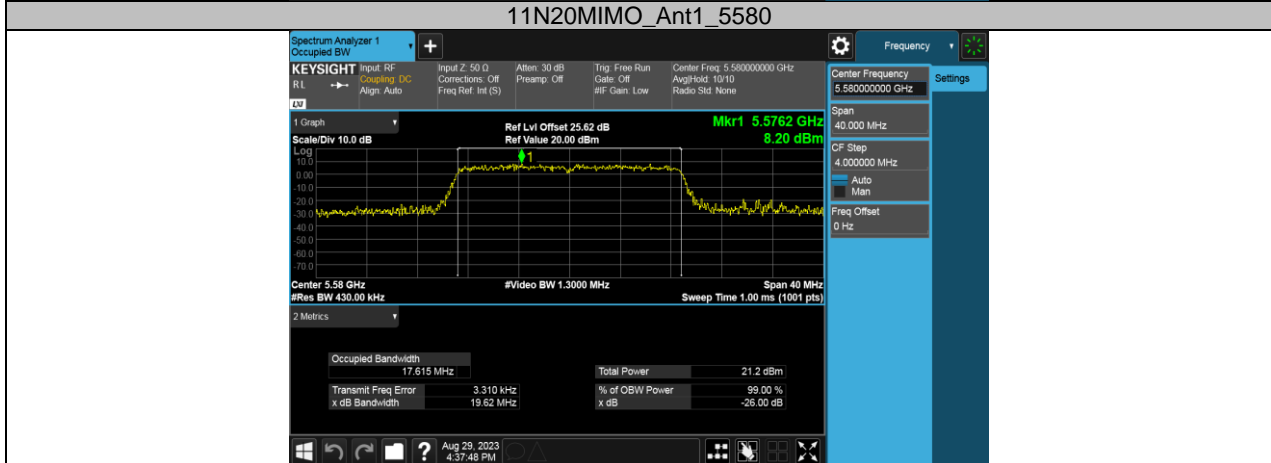 11N20MIMO_Ant1_5580
Spectrum Analyzer 1
Occupied BW
+
Frequency
KEYSIGHT
RL
LXI
Input: RF
Coupling: DC
Align: Auto
Input Z: 50 Ω
Corrections: Off
Freq Ref: Int (S)
Atten: 30 dB
Preamp: Off
Trig: Free Run
Gate: Off
#IF Gain: Low
Center Freq: 5.580000000 GHz
Avg|Hold: 10/10
Radio Std: None
Center Frequency
5.580000000 GHz
Settings
Span
40.000 MHz
CF Step
4.000000 MHz
Auto
Man
Freq Offset
0 Hz
1 Graph
Scale/Div 10.0 dB
Ref Lvl Offset 25.62 dB
Ref Value 20.00 dBm
Mkr1 5.5762 GHz
8.20 dBm
Log
1
10.0
0.00
-10.0
-20.0
-30.0
-40.0
-50.0
-60.0
-70.0
Center 5.58 GHz
#Res BW 430.00 kHz
#Video BW 1.3000 MHz
Span 40 MHz
Sweep Time 1.00 ms (1001 pts)
2 Metrics
Occupied Bandwidth
17.615 MHz
Total Power 21.2 dBm
Transmit Freq Error 3.310 kHz
% of OBW Power 99.00 %
x dB Bandwidth 19.62 MHz
x dB -26.00 dB
? Aug 29, 2023
4:37:48 PM